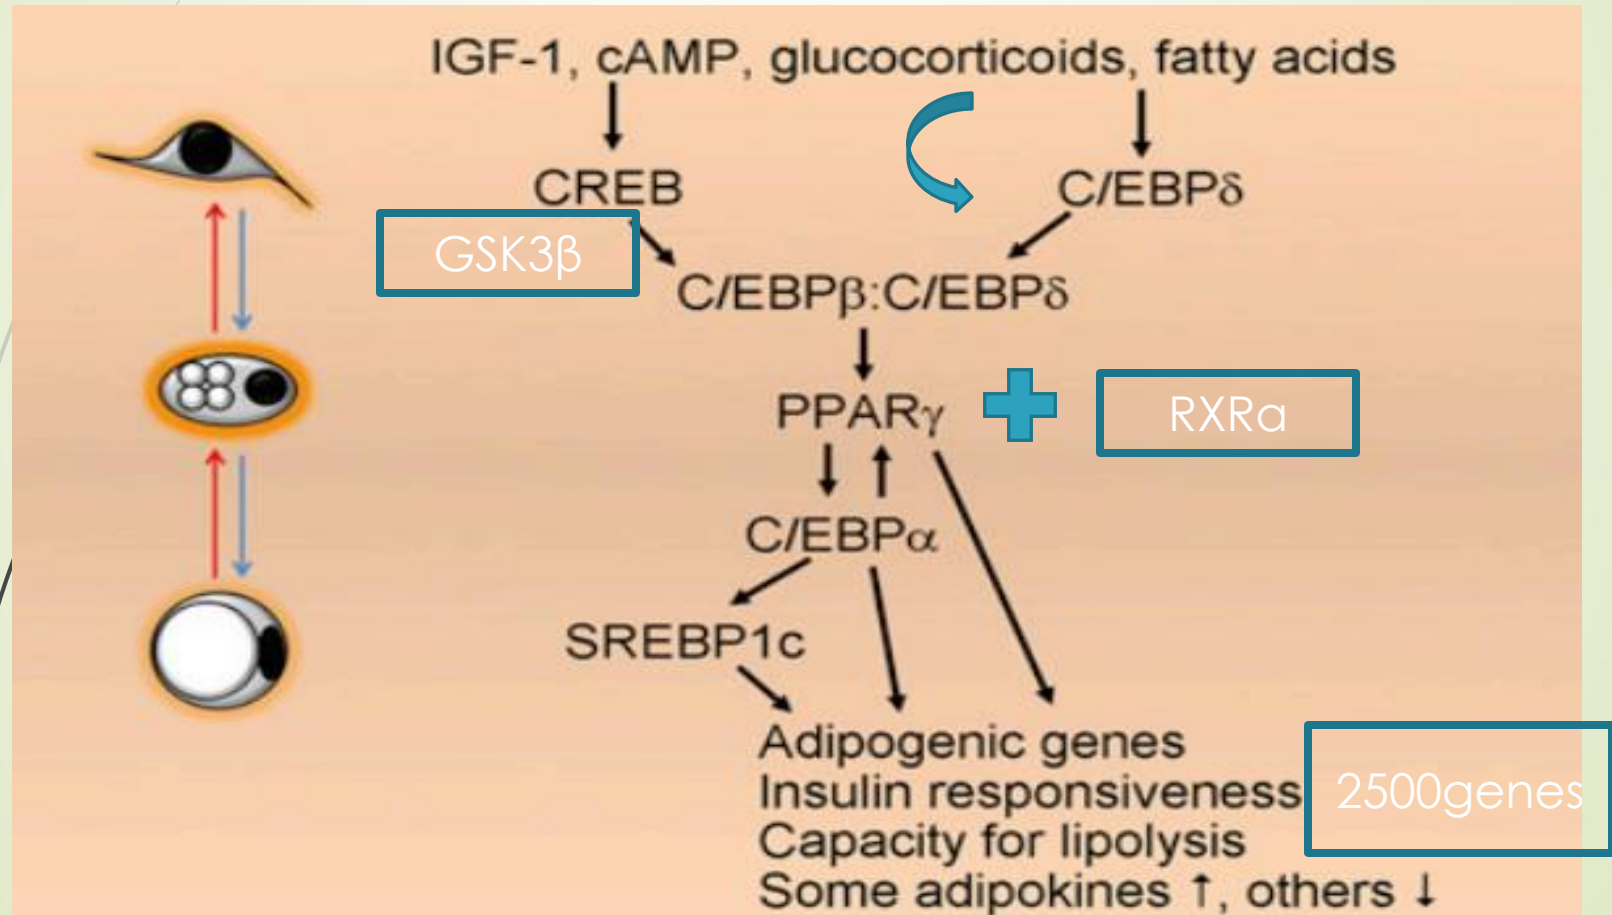 IGF-1, cAMP, glucocorticoids, fatty acids
CREB
C/EBPδ
GSK3β
C/EBPβ:C/EBPδ
PPARγ
RXRα
C/EBPα
SREBP1c
Adipogenic genes
Insulin responsiveness
2500genes
Capacity for lipolysis
Some adipokines ↑, others ↓